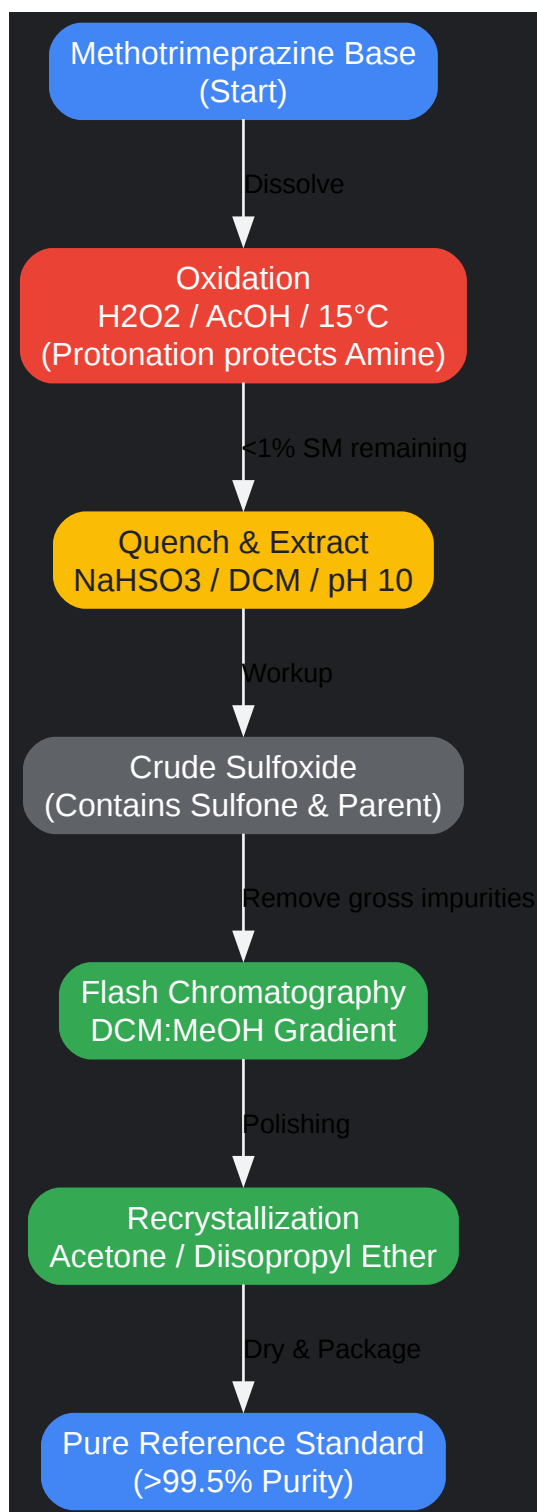 Methotrimeprazine Base
(Start)
Dissolve
Oxidation
H2O2 / AcOH / 15°C
(Protonation protects Amine)
<1% SM remaining
Quench & Extract
NaHSO3 / DCM / pH 10
Workup
Crude Sulfoxide
(Contains Sulfone & Parent)
Remove gross impurities
Flash Chromatography
DCM:MeOH Gradient
Polishing
Recrystallization
Acetone / Diisopropyl Ether
Dry & Package
Pure Reference Standard
(>99.5% Purity)